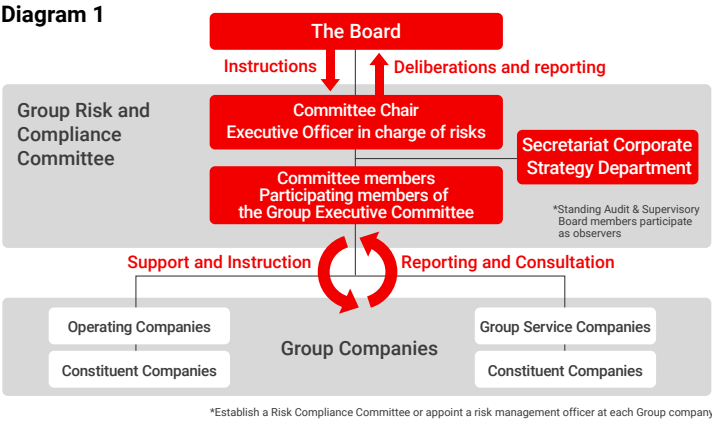 Diagram 1
The Board
Instructions
Deliberations and reporting
Group Risk and
Compliance
Committee
Committee Chair
Executive Officer in charge of risks
Secretariat Corporate
Strategy Department
Committee members
Participating members of
the Group Executive Committee
*Standing Audit & Supervisory
Board members participate
as observers
Support and Instruction
Reporting and Consultation
Operating Companies
Group Service Companies
Group Companies
Constituent Companies
Constituent Companies
*Establish a Risk Compliance Committee or appoint a risk management officer at each Group company